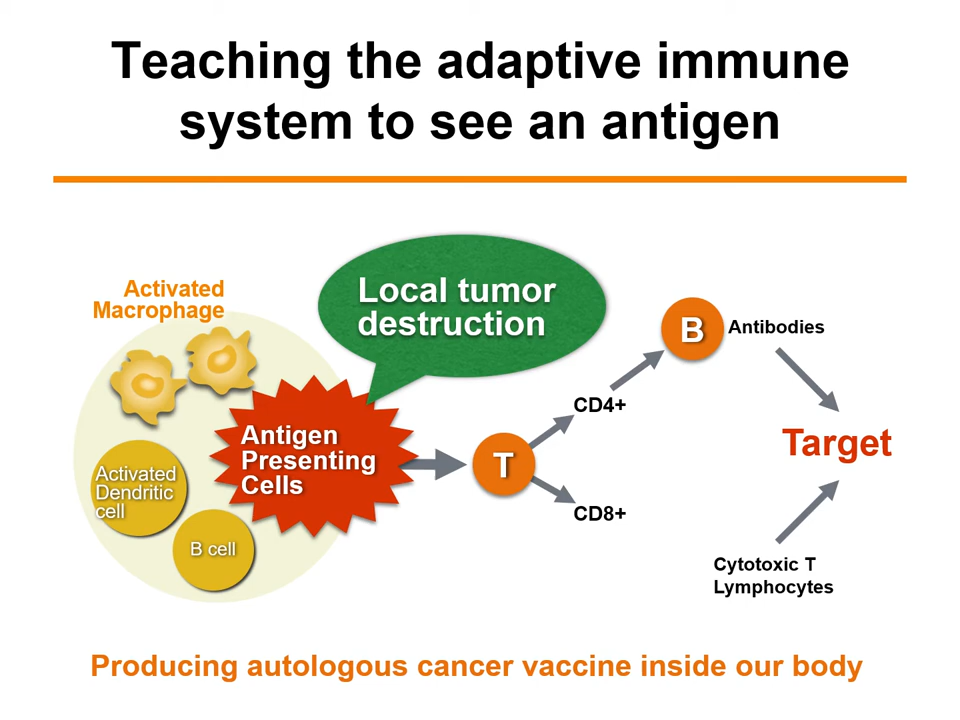 Teaching the adaptive immune
system to see an antigen
Activated
Macrophage
Local tumor
destruction
Antigen
Presenting
Cells
Activated
Dendritic
cell
B cell
T
CD4+
CD8+
B
Antibodies
Target
Cytotoxic T
Lymphocytes
Producing autologous cancer vaccine inside our body